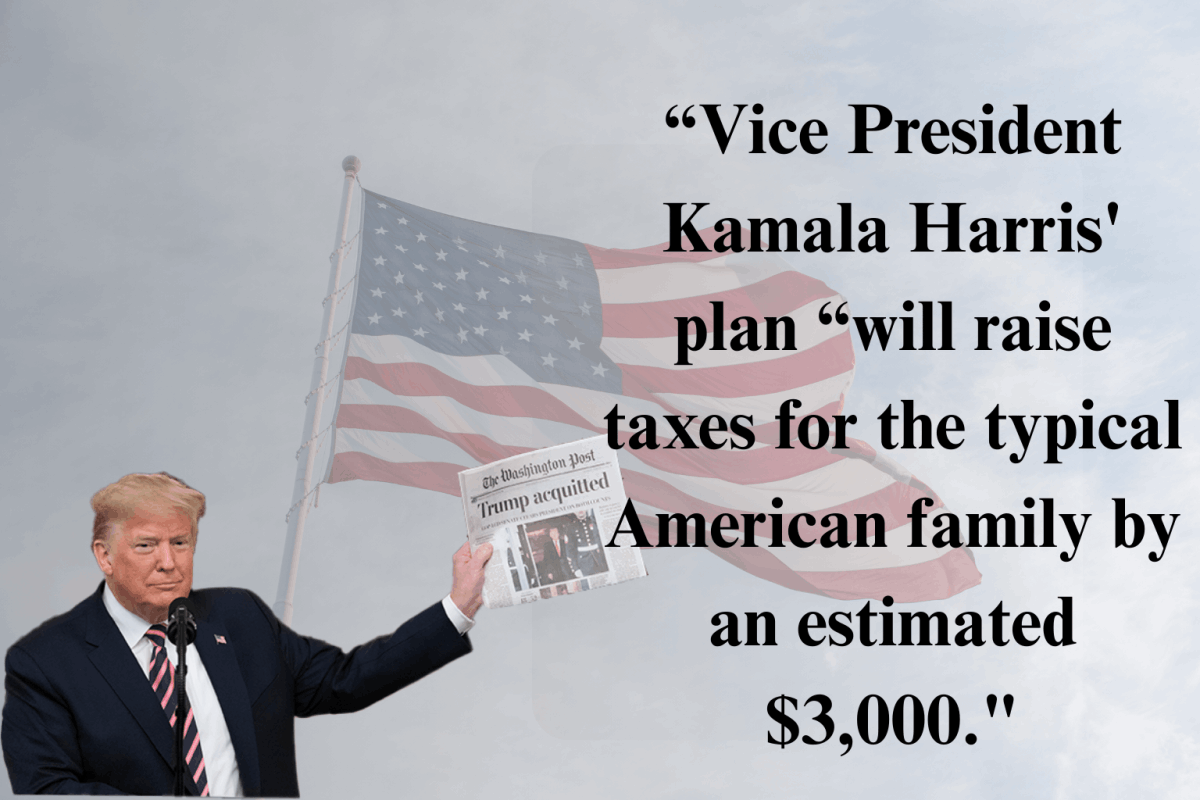 “Vice President
Kamala Harris'
plan “will raise
taxes for the typical
American family by
an estimated
$3,000."
The Washington Post
Trump acquitted